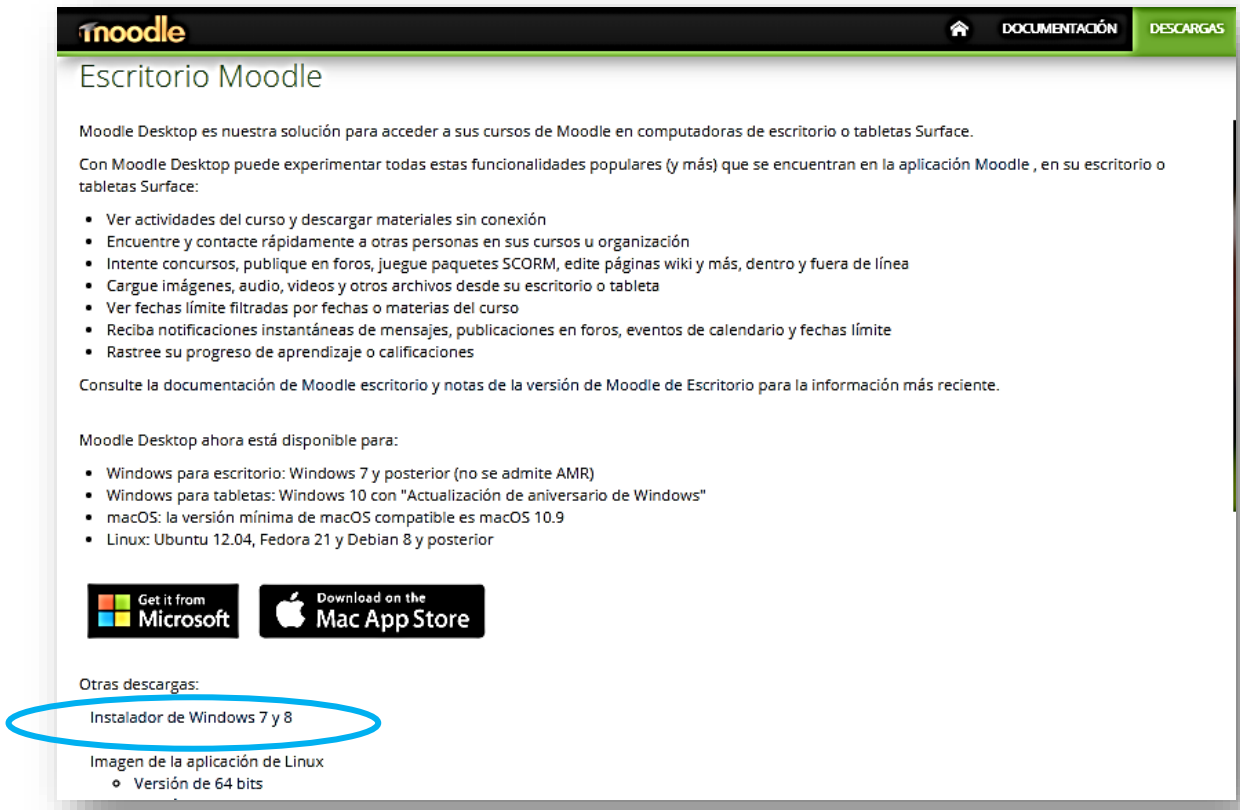 moodle
DOCUMENTACIÓN
DESCARGAS
Escritorio Moodle
Moodle Desktop es nuestra solución para acceder a sus cursos de Moodle en computadoras de escritorio o tabletas Surface.
Con Moodle Desktop puede experimentar todas estas funcionalidades populares (y más) que se encuentran en la aplicación Moodle , en su escritorio o
tabletas Surface:
• Ver actividades del curso y descargar materiales sin conexión
• Encuentre y contacte rápidamente a otras personas en sus cursos u organización
• Intente concursos, publique en foros, juegue paquetes SCORM, edite páginas wiki y más, dentro y fuera de línea
• Cargue imágenes, audio, videos y otros archivos desde su escritorio o tableta
• Ver fechas límite filtradas por fechas o materias del curso
• Reciba notificaciones instantáneas de mensajes, publicaciones en foros, eventos de calendario y fechas límite
• Rastree su progreso de aprendizaje o calificaciones
Consulte la documentación de Moodle escritorio y notas de la versión de Moodle de Escritorio para la información más reciente.
Moodle Desktop ahora está disponible para:
• Windows para escritorio: Windows 7 y posterior (no se admite AMR)
• Windows para tabletas: Windows 10 con "Actualización de aniversario de Windows"
• macOS: la versión mínima de macOS compatible es macOS 10.9
• Linux: Ubuntu 12.04, Fedora 21 y Debian 8 y posterior
Get it from
Microsoft
Download on the
Mac App Store
Otras descargas:
Instalador de Windows 7 y 8
Imagen de la aplicación de Linux
Versión de 64 bits